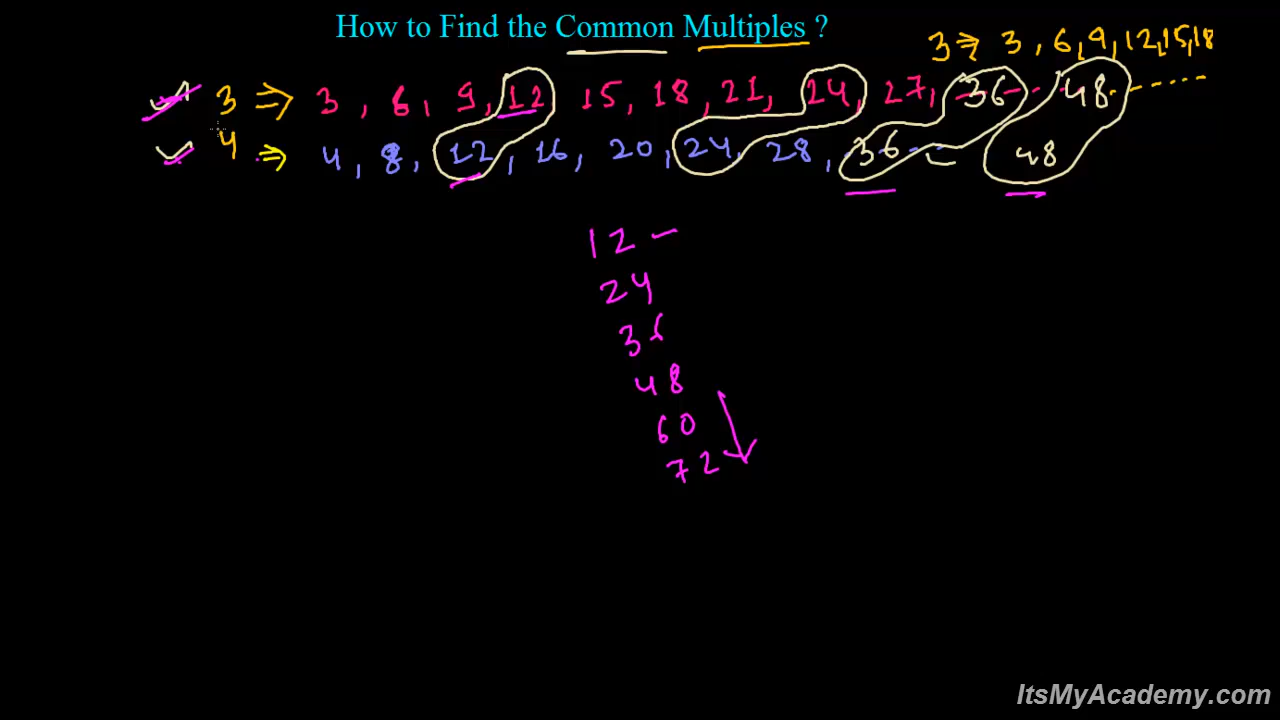 How to Find the Common Multiples ?
3 ⇒ 3, 6, 9, 12, 15, 18
3 ⇒ 3, 6, 9, 12 15, 18, 21, 24, 27, 36 48
4 ⇒ 4, 8, 12, 16, 20, 24, 28, 36 48
12
24
36
48
60
72
ItsMyAcademy.com